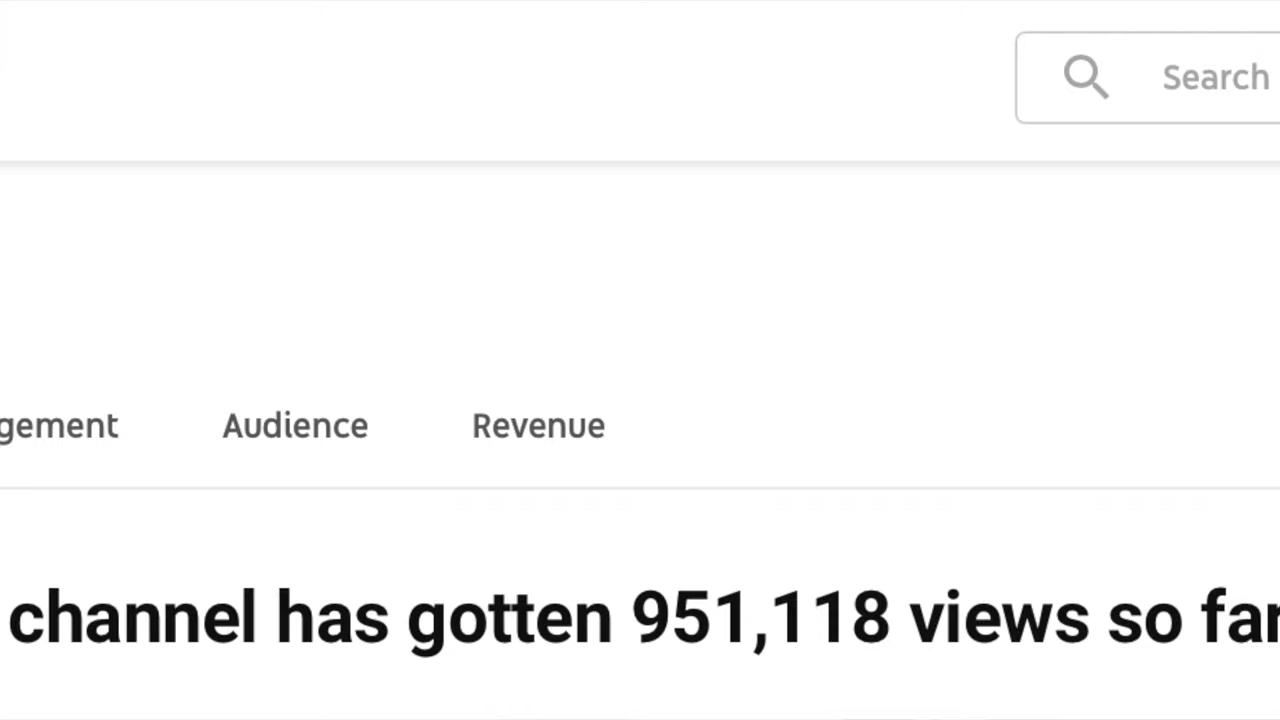 Search
gement Audience Revenue
channel has gotten 951,118 views so far